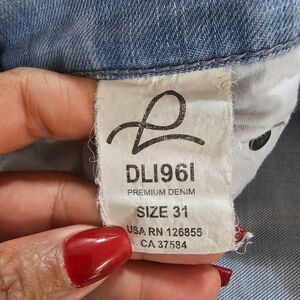 DL1961
PREMIUM DENIM
SIZE 31
USA RN 126855
CA 37584